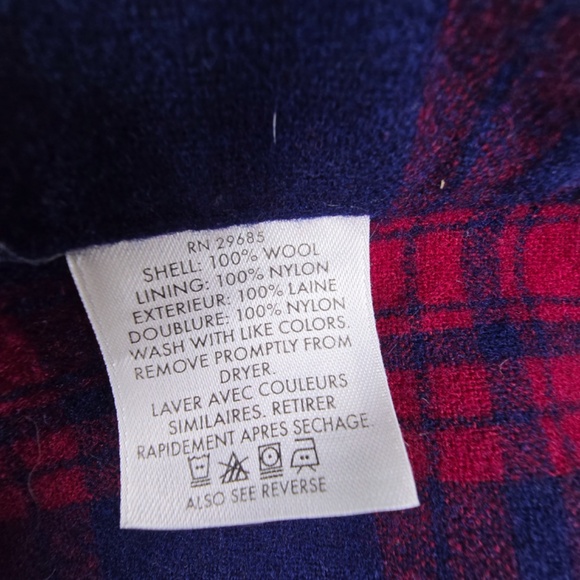 RN 29685
SHELL: 100% WOOL
LINING: 100% NYLON
EXTERIEUR: 100% LAINE
DOUBLURE: 100% NYLON
WASH WITH LIKE COLORS.
REMOVE PROMPTLY FROM
DRYER.
LAVER AVEC COULEURS
SIMILAIRES. RETIRER
RAPIDEMENT APRES SECHAGE.
ALSO SEE REVERSE